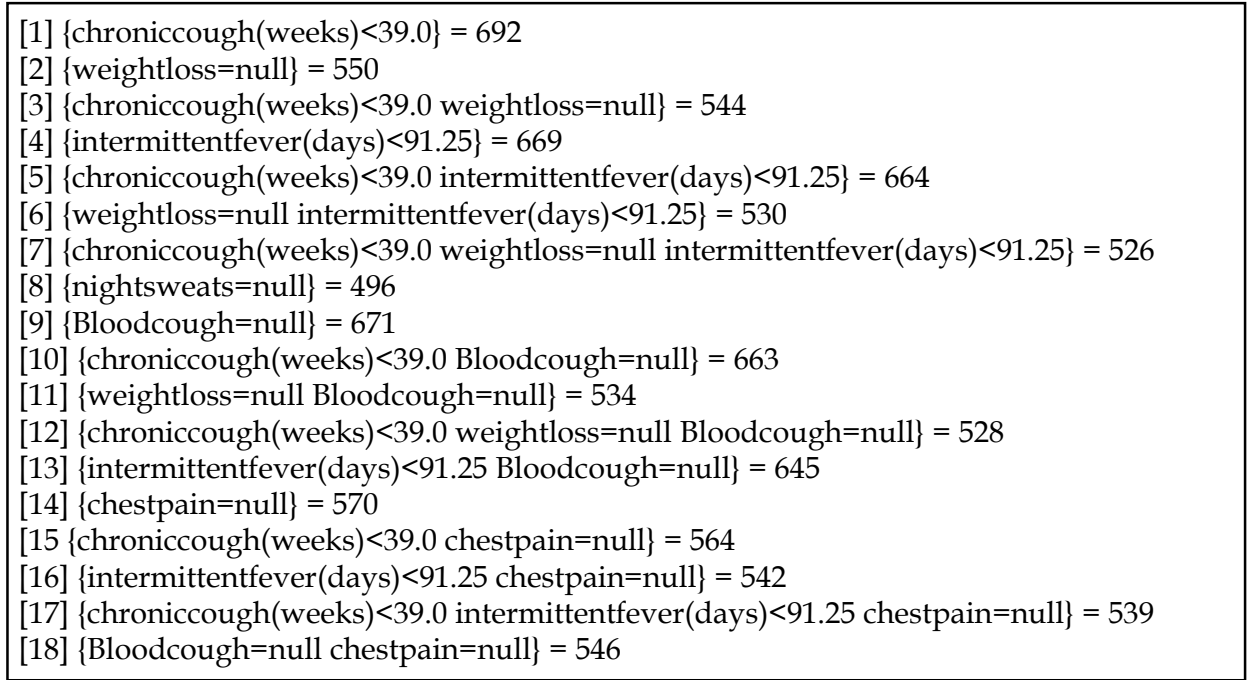 [1] {chroniccough(weeks)<39.0} = 692
[2] {weightloss=null} = 550
[3] {chroniccough(weeks)<39.0 weightloss=null} = 544
[4] {intermittentfever(days)<91.25} = 669
[5] {chroniccough(weeks)<39.0 intermittentfever(days)<91.25} = 664
[6] {weightloss=null intermittentfever(days)<91.25} = 530
[7] {chroniccough(weeks)<39.0 weightloss=null intermittentfever(days)<91.25} = 526
[8] {nightsweats=null} = 496
[9] {Bloodcough=null} = 671
[10] {chroniccough(weeks)<39.0 Bloodcough=null} = 663
[11] {weightloss=null Bloodcough=null} = 534
[12] {chroniccough(weeks)<39.0 weightloss=null Bloodcough=null} = 528
[13] {intermittentfever(days)<91.25 Bloodcough=null} = 645
[14] {chestpain=null} = 570
[15 {chroniccough(weeks)<39.0 chestpain=null} = 564
[16] {intermittentfever(days)<91.25 chestpain=null} = 542
[17] {chroniccough(weeks)<39.0 intermittentfever(days)<91.25 chestpain=null} = 539
[18] {Bloodcough=null chestpain=null} = 546